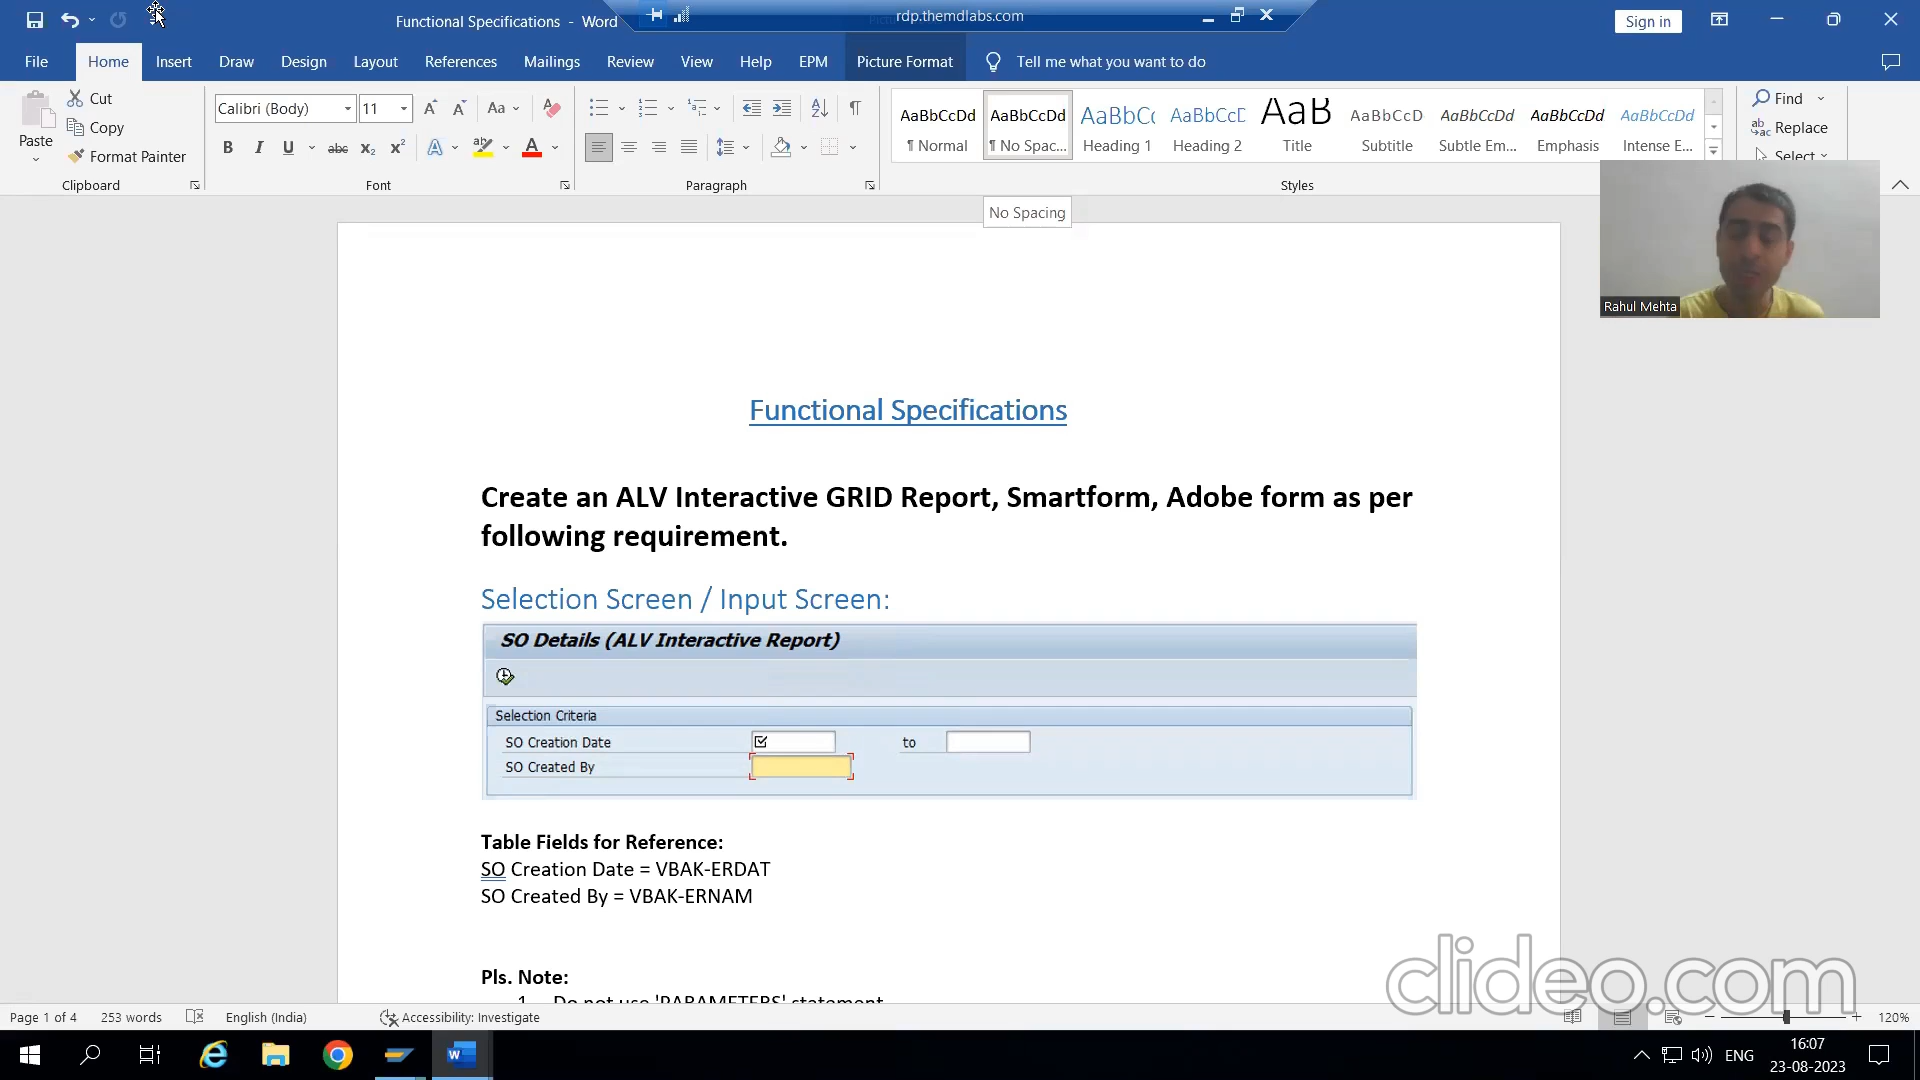 Functional Specifications - Word
rdp.themdlabs.com
Sign in
File Home Insert Draw Design Layout References Mailings Review View Help EPM Picture Format Tell me what you want to do
Paste
Cut
Copy
Format Painter
Clipboard
Calibri (Body) 11
Font
Paragraph
AaBbCcDd AaBbCcDd AaBbCc AaBbCcD AaB AaBbCcD AaBbCcDd AaBbCcDd AaBbCcDd
¶ Normal ¶ No Spac... Heading 1 Heading 2 Title Subtitle Subtle Em... Emphasis Intense E...
Styles
Find
Replace
Select
No Spacing
Rahul Mehta
Functional Specifications
Create an ALV Interactive GRID Report, Smartform, Adobe form as per
following requirement.
Selection Screen / Input Screen:
SO Details (ALV Interactive Report)
Selection Criteria
SO Creation Date to
SO Created By
Table Fields for Reference:
SO Creation Date = VBAK-ERDAT
SO Created By = VBAK-ERNAM
Pls. Note:
1. Do not use 'PARAMETERS' statement
clideo.com
Page 1 of 4 253 words English (India) Accessibility: Investigate 120%
ENG
16:07
23-08-2023